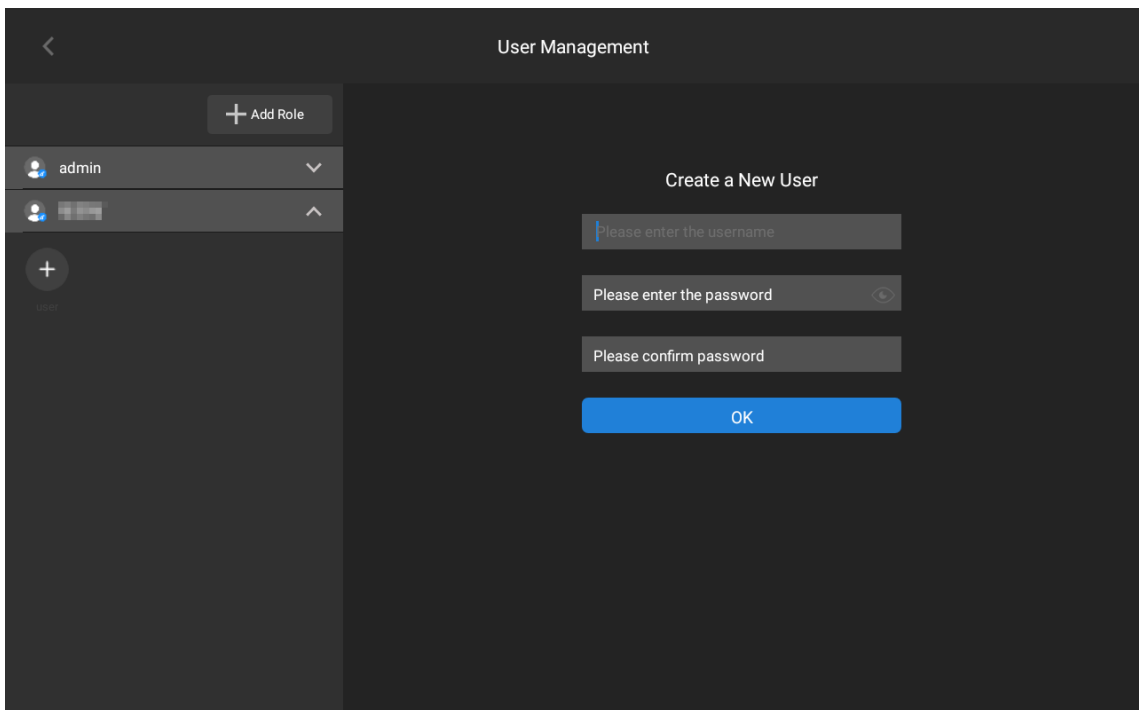 User Management
Add Role
admin
user
Create a New User
Please enter the username
Please enter the password
Please confirm password
OK